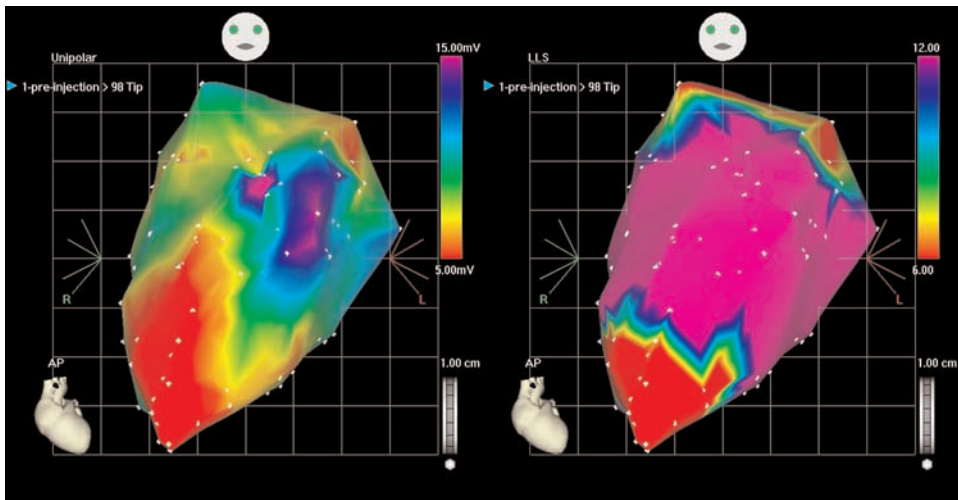 Unipolar
1-pre-injection > 98 Tip
15.00mV
5.00mV
R
L
AP
1.00 cm
LLS
1-pre-injection > 98 Tip
12.00
6.00
R
L
AP
1.00 cm